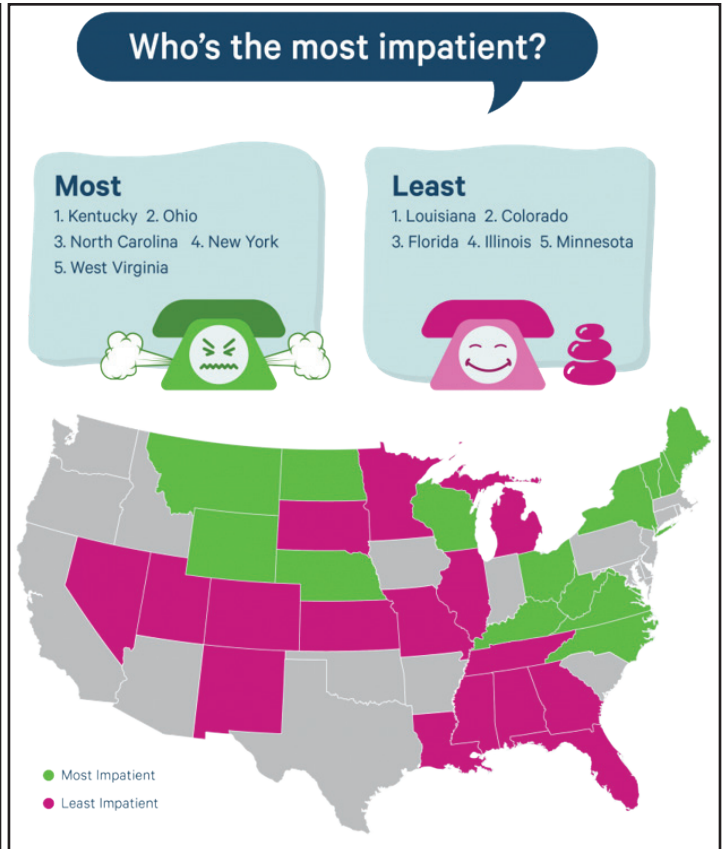 Who's the most impatient?
Most
1. Kentucky 2. Ohio
3. North Carolina 4. New York
5. West Virginia
Least
1. Louisiana 2. Colorado
3. Florida 4. Illinois 5. Minnesota
Most Impatient
Least Impatient